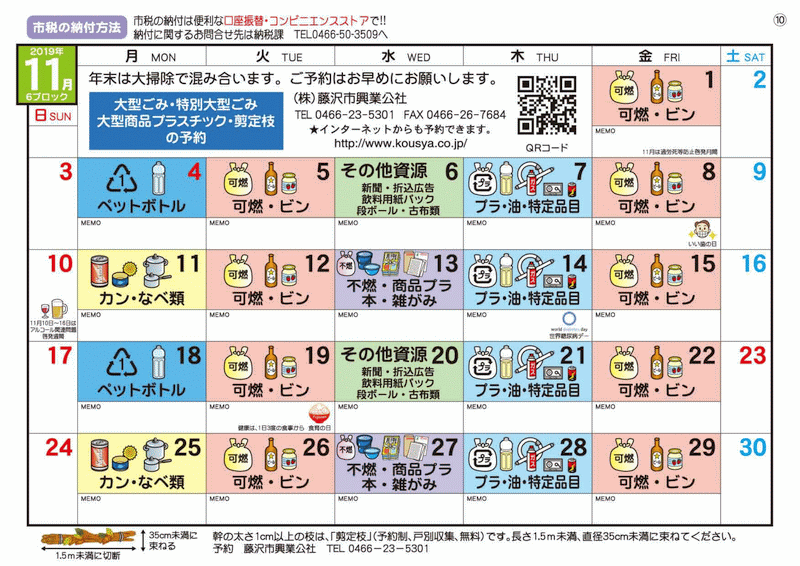 市税の納付方法
市税の納付は便利な口座振替・コンビニエンスストアで!!
納付に関するお問合せ先は納税課 TEL0466-50-3509へ
⑩
2019年
11月
6ブロック
日 SUN
月 MON
火 TUE
水 WED
木 THU
金 FRI
土 SAT
年末は大掃除で混み合います。ご予約はお早めにお願いします。
大型ごみ・特別大型ごみ
大型商品プラスチック・剪定枝
の予約
(株)藤沢市興業公社
TEL 0466-23-5301 FAX 0466-26-7684
★インターネットからも予約できます。
http://www.kousya.co.jp/
QRコード
可燃
1
可燃・ビン
MEMO
11月は過労死等防止啓発月間
2
3
1
4
ペットボトル
MEMO
可燃
5
可燃・ビン
MEMO
その他資源 6
新聞・折込広告
飲料用紙パック
段ボール・古布類
MEMO
プラ
7
プラ・油・特定品目
MEMO
可燃
8
可燃・ビン
MEMO
いい歯の日
9
10
11月10日〜16日は
アルコール関連問題
啓発週間
11
カン・なべ類
MEMO
可燃
12
可燃・ビン
MEMO
不燃
13
不燃・商品プラ
本・雑がみ
MEMO
プラ
14
プラ・油・特定品目
MEMO
world diabetes day
世界糖尿病デー
可燃
15
可燃・ビン
MEMO
16
17
1
18
ペットボトル
MEMO
可燃
19
可燃・ビン
MEMO
健康は、1日3度の食事から 食育の日
その他資源 20
新聞・折込広告
飲料用紙パック
段ボール・古布類
MEMO
プラ
21
プラ・油・特定品目
MEMO
可燃
22
可燃・ビン
MEMO
23
24
25
カン・なべ類
MEMO
可燃
26
可燃・ビン
MEMO
不燃
27
不燃・商品プラ
本・雑がみ
MEMO
プラ
28
プラ・油・特定品目
MEMO
可燃
29
可燃・ビン
MEMO
30
35cm未満に
束ねる
1.5m未満に切断
幹の太さ1cm以上の枝は、「剪定枝」(予約制、戸別収集、無料)です。長さ1.5m未満、直径35cm未満に束ねてください。
予約 藤沢市興業公社 TEL 0466-23-5301